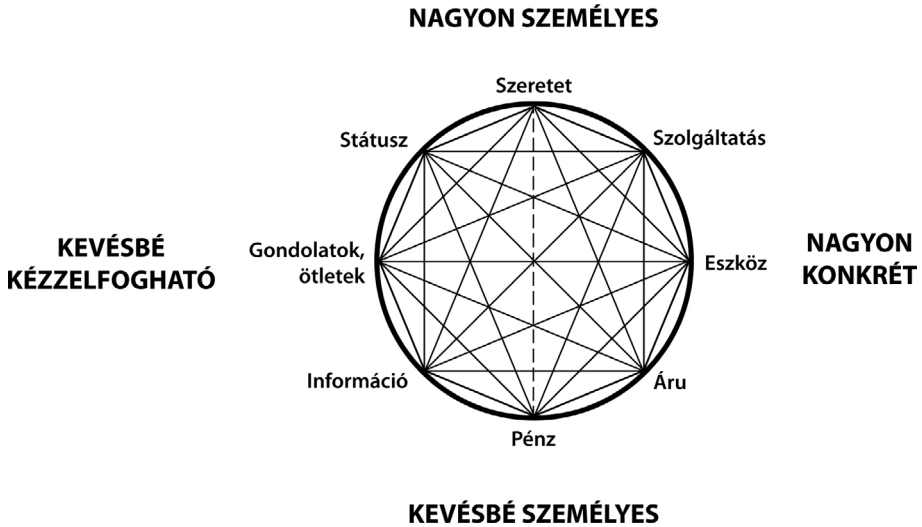 NAGYON SZEMÉLYES
Szeretet
Státusz
Szolgáltatás
KEVÉSBÉ
KÉZZELFOGHATÓ
Gondolatok,
ötletek
Eszköz
NAGYON
KONKRÉT
Információ
Áru
Pénz
KEVÉSBÉ SZEMÉLYES